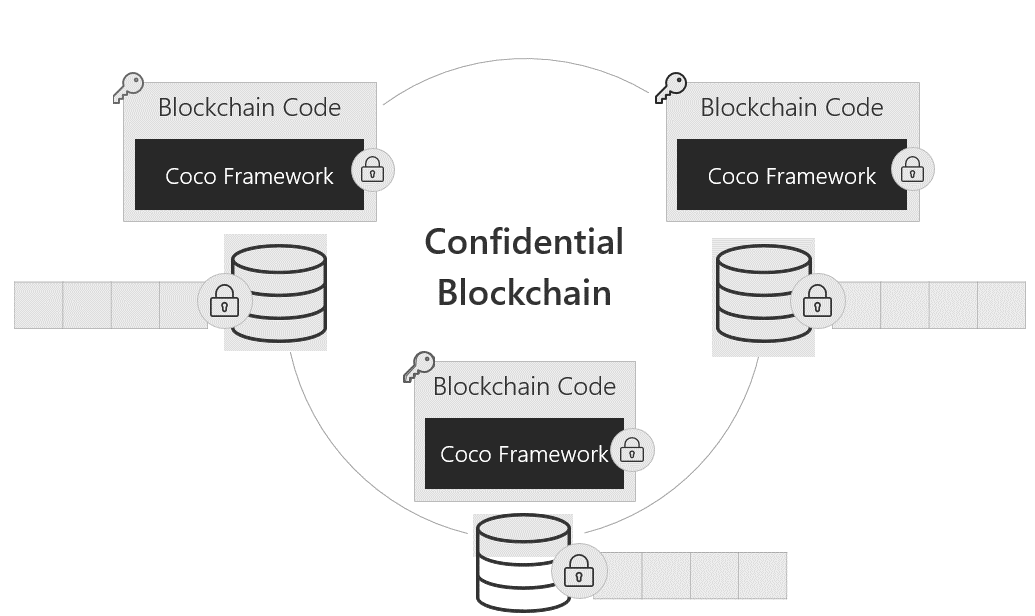 Blockchain Code
Coco Framework
Blockchain Code
Coco Framework
Confidential
Blockchain
Blockchain Code
Coco Framework